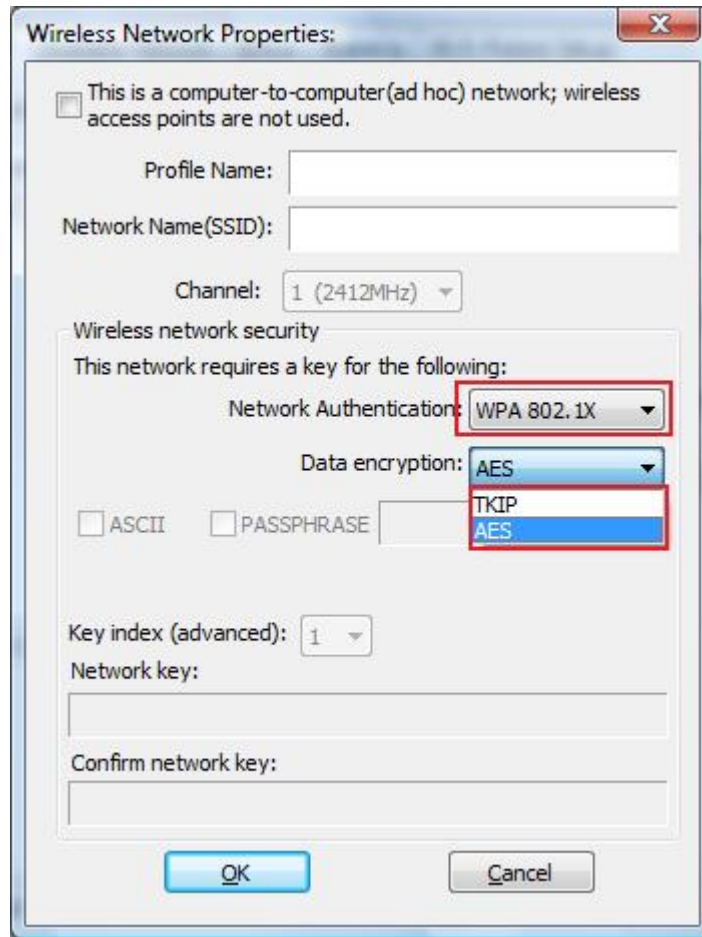 Wireless Network Properties:
This is a computer-to-computer(ad hoc) network; wireless
access points are not used.
Profile Name:
Network Name(SSID):
Channel: 1 (2412MHz)
Wireless network security
This network requires a key for the following:
Network Authentication: WPA 802.1X
Data encryption: AES
TKIP
ASCII PASSPHRASE AES
Key index (advanced): 1
Network key:
Confirm network key:
OK Cancel